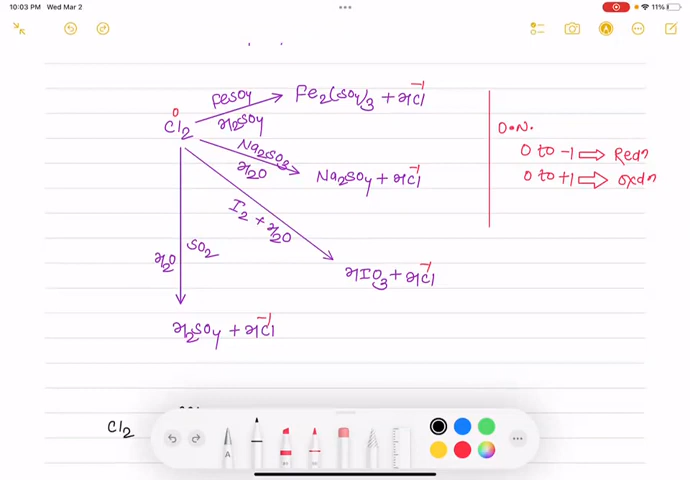 10:03 PM Wed Mar 2
11%
FeSO4
Fe2(SO4)3 + HCl
-1
0
Cl2
H2SO4
Na2SO3
H2O
Na2SO4 + HCl
-1
I2 + H2O
HIO3 + HCl
-1
H2O
SO2
H2SO4 + HCl
-1
O.N.
0 to -1 ⇒ Redn
0 to +1 ⇒ Oxdn
Cl2
A